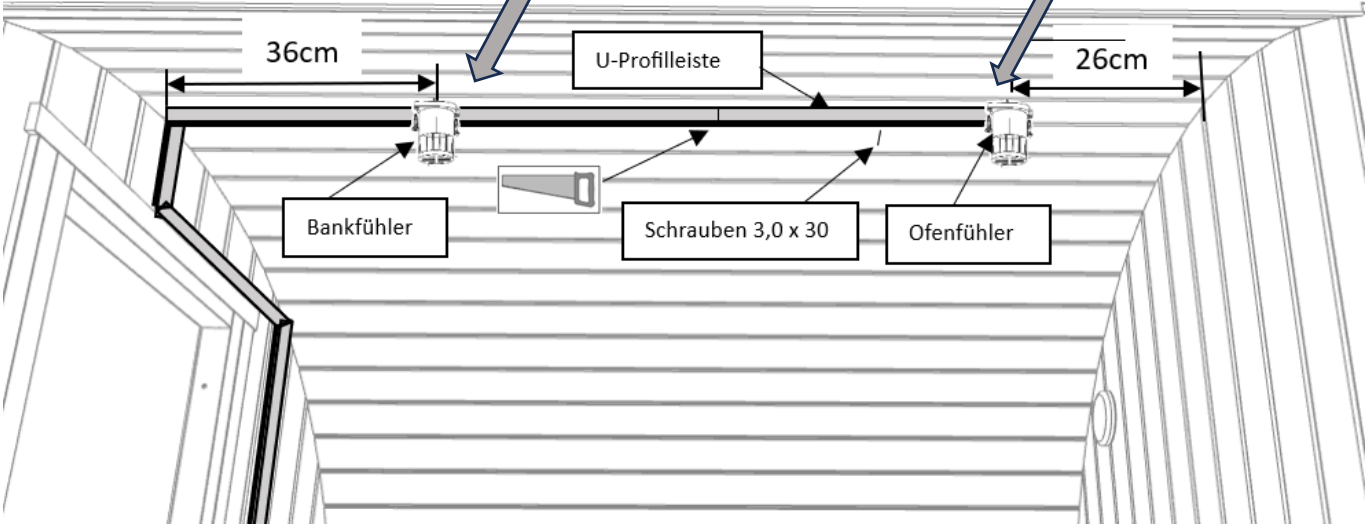 36cm
U-Profilleiste
26cm
Bankfühler
Schrauben 3,0 x 30
Ofenfühler